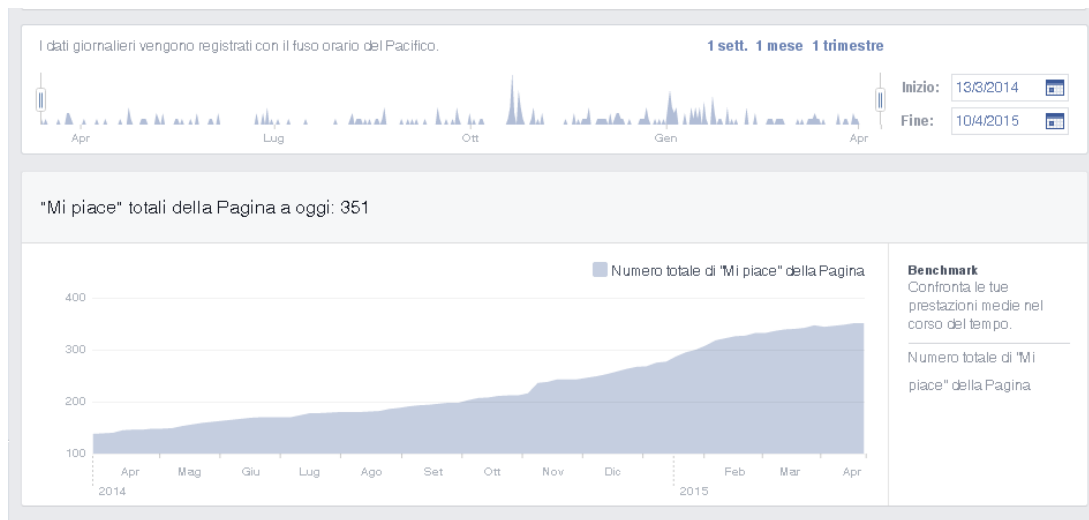 I dati giornalieri vengono registrati con il fuso orario del Pacifico.
1 sett. 1 mese 1 trimestre
Inizio: 13/3/2014
Fine: 10/4/2015
Apr Lug Ott Gen Apr
"Mi piace" totali della Pagina a oggi: 351
Numero totale di "Mi piace" della Pagina
400
300
200
100
Apr Mag Giu Lug Ago Set Ott Nov Dic Feb Mar Apr
2014 2015
Benchmark
Confronta le tue
prestazioni medie nel
corso del tempo.
Numero totale di "Mi
piace" della Pagina